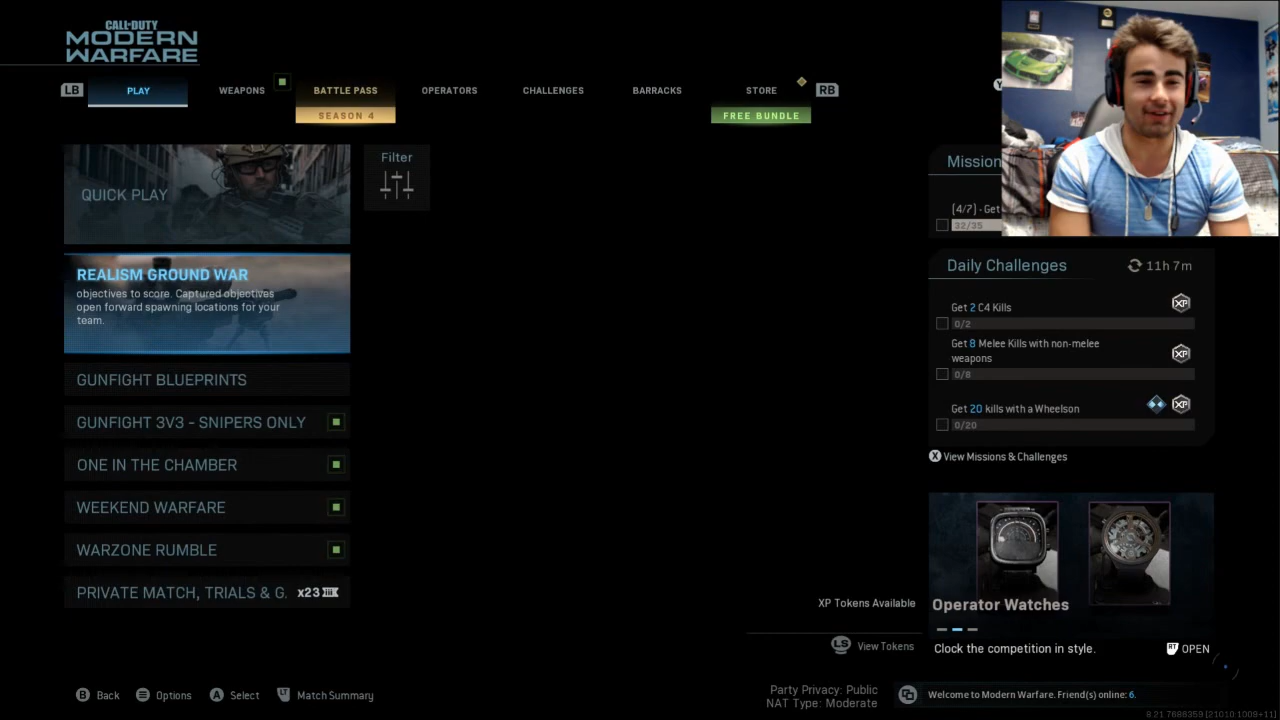 CALL OF DUTY
MODERN
WARFARE
LB
PLAY
WEAPONS
BATTLE PASS
SEASON 4
OPERATORS
CHALLENGES
BARRACKS
STORE
FREE BUNDLE
RB
Y
QUICK PLAY
Filter
REALISM GROUND WAR
objectives to score. Captured objectives
open forward spawning locations for your
team.
GUNFIGHT BLUEPRINTS
GUNFIGHT 3V3 - SNIPERS ONLY
ONE IN THE CHAMBER
WEEKEND WARFARE
WARZONE RUMBLE
PRIVATE MATCH, TRIALS & G. x23
Mission
(4/7) - Get
32/35
Daily Challenges
11h 7m
Get 2 C4 Kills
XP
0/2
Get 8 Melee Kills with non-melee
weapons
XP
0/8
Get 20 kills with a Wheelson
XP
0/20
X View Missions & Challenges
Operator Watches
Clock the competition in style.
RT OPEN
XP Tokens Available
LS View Tokens
B Back
Options
A Select
LT Match Summary
Party Privacy: Public
NAT Type: Moderate
Welcome to Modern Warfare. Friend(s) online: 6.